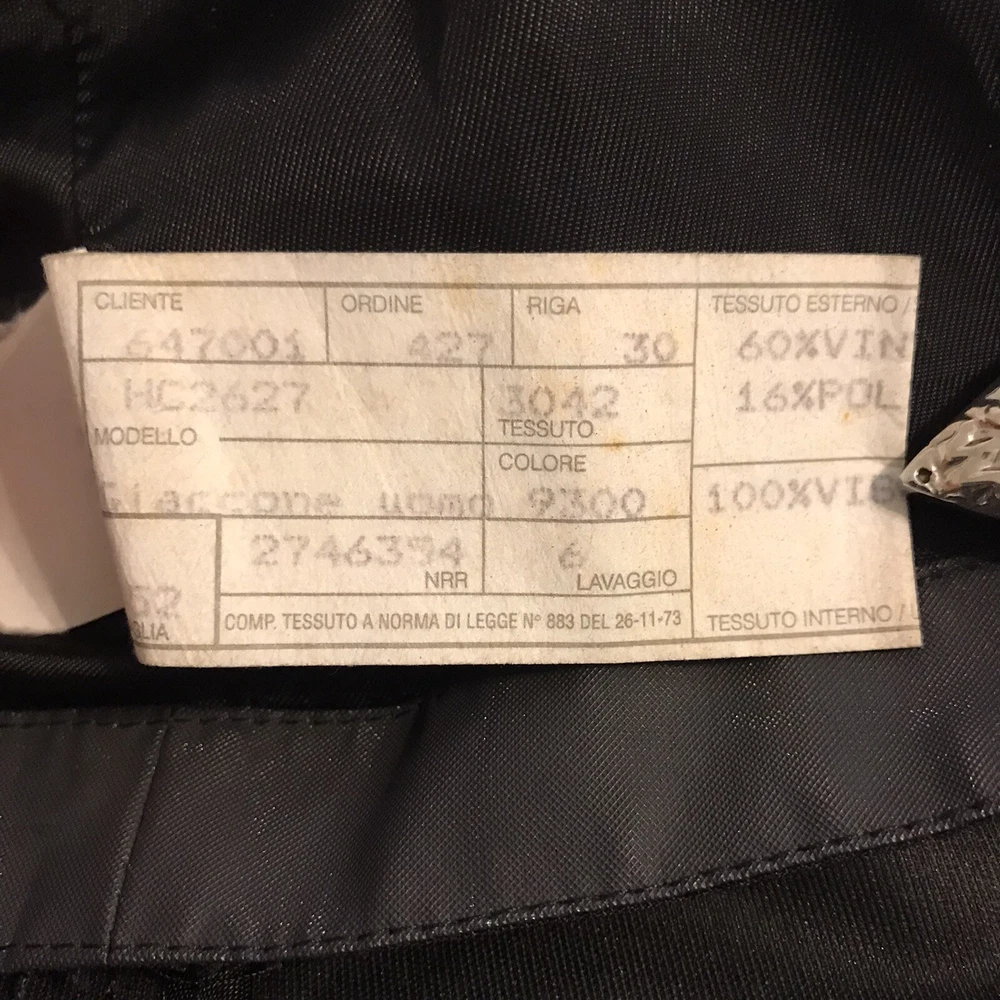 CLIENTE ORDINE RIGA TESSUTO ESTERNO /
647001 427 30 60%VIN
HC2627 3042 16%POL
MODELLO TESSUTO
COLORE
Giaccone uomo 9300 100%VIS
2746394 6
NRR LAVAGGIO
52
GLIA COMP. TESSUTO A NORMA DI LEGGE N° 883 DEL 26-11-73 TESSUTO INTERNO /